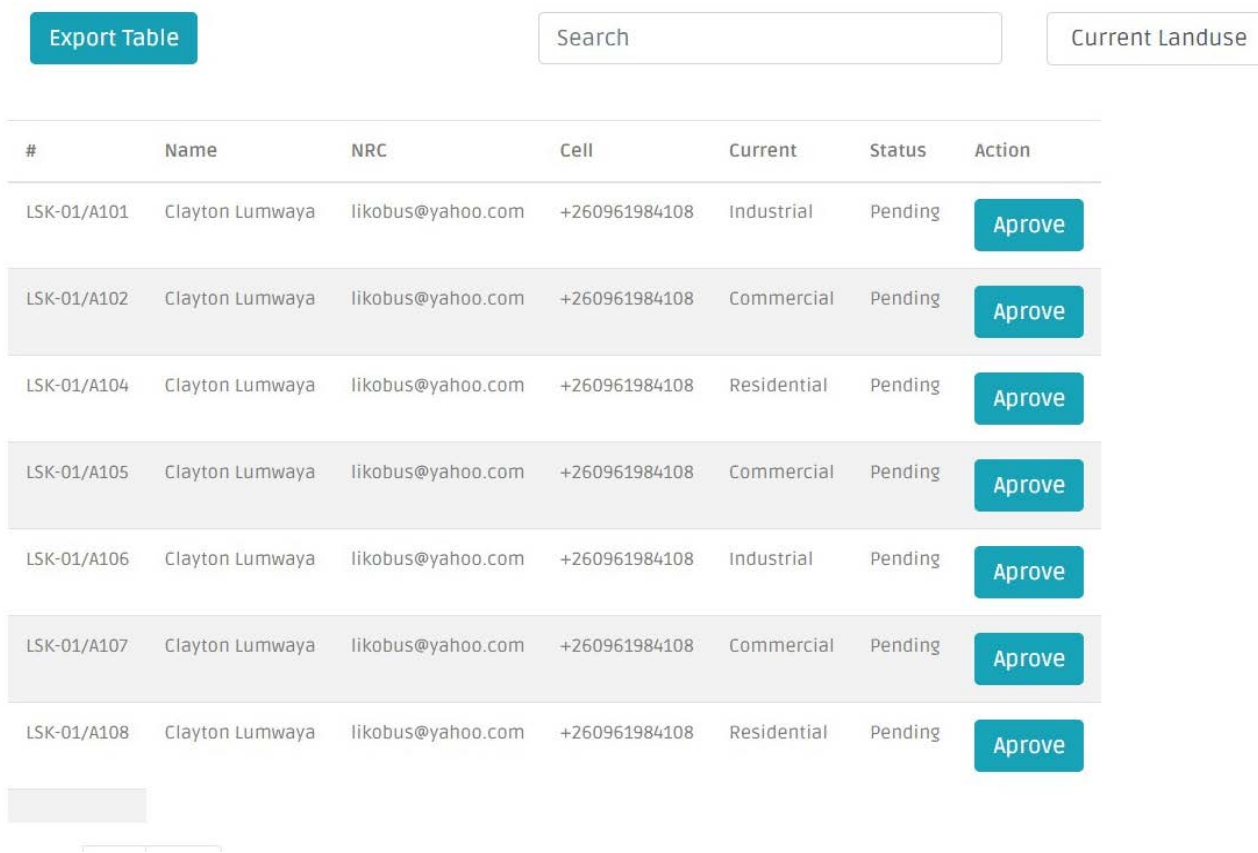 Export Table Search Current Landuse
# Name NRC Cell Current Status Action
LSK-01/A101 Clayton Lumwaya likobus@yahoo.com +260961984108 Industrial Pending Aprove
LSK-01/A102 Clayton Lumwaya likobus@yahoo.com +260961984108 Commercial Pending Aprove
LSK-01/A104 Clayton Lumwaya likobus@yahoo.com +260961984108 Residential Pending Aprove
LSK-01/A105 Clayton Lumwaya likobus@yahoo.com +260961984108 Commercial Pending Aprove
LSK-01/A106 Clayton Lumwaya likobus@yahoo.com +260961984108 Industrial Pending Aprove
LSK-01/A107 Clayton Lumwaya likobus@yahoo.com +260961984108 Commercial Pending Aprove
LSK-01/A108 Clayton Lumwaya likobus@yahoo.com +260961984108 Residential Pending Aprove